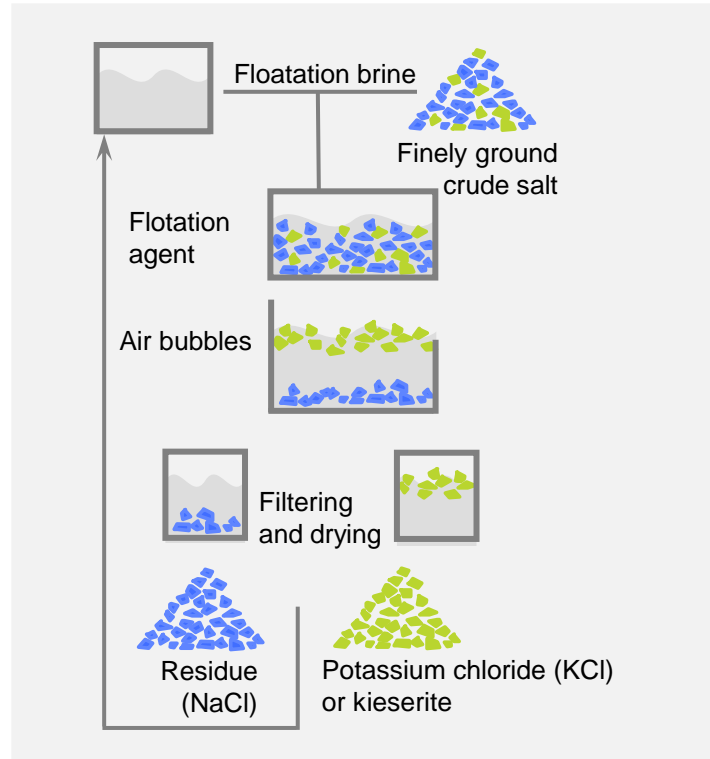 Floatation brine
Finely ground
crude salt
Flotation
agent
Air bubbles
Filtering
and drying
Residue
(NaCl)
Potassium chloride (KCl)
or kieserite